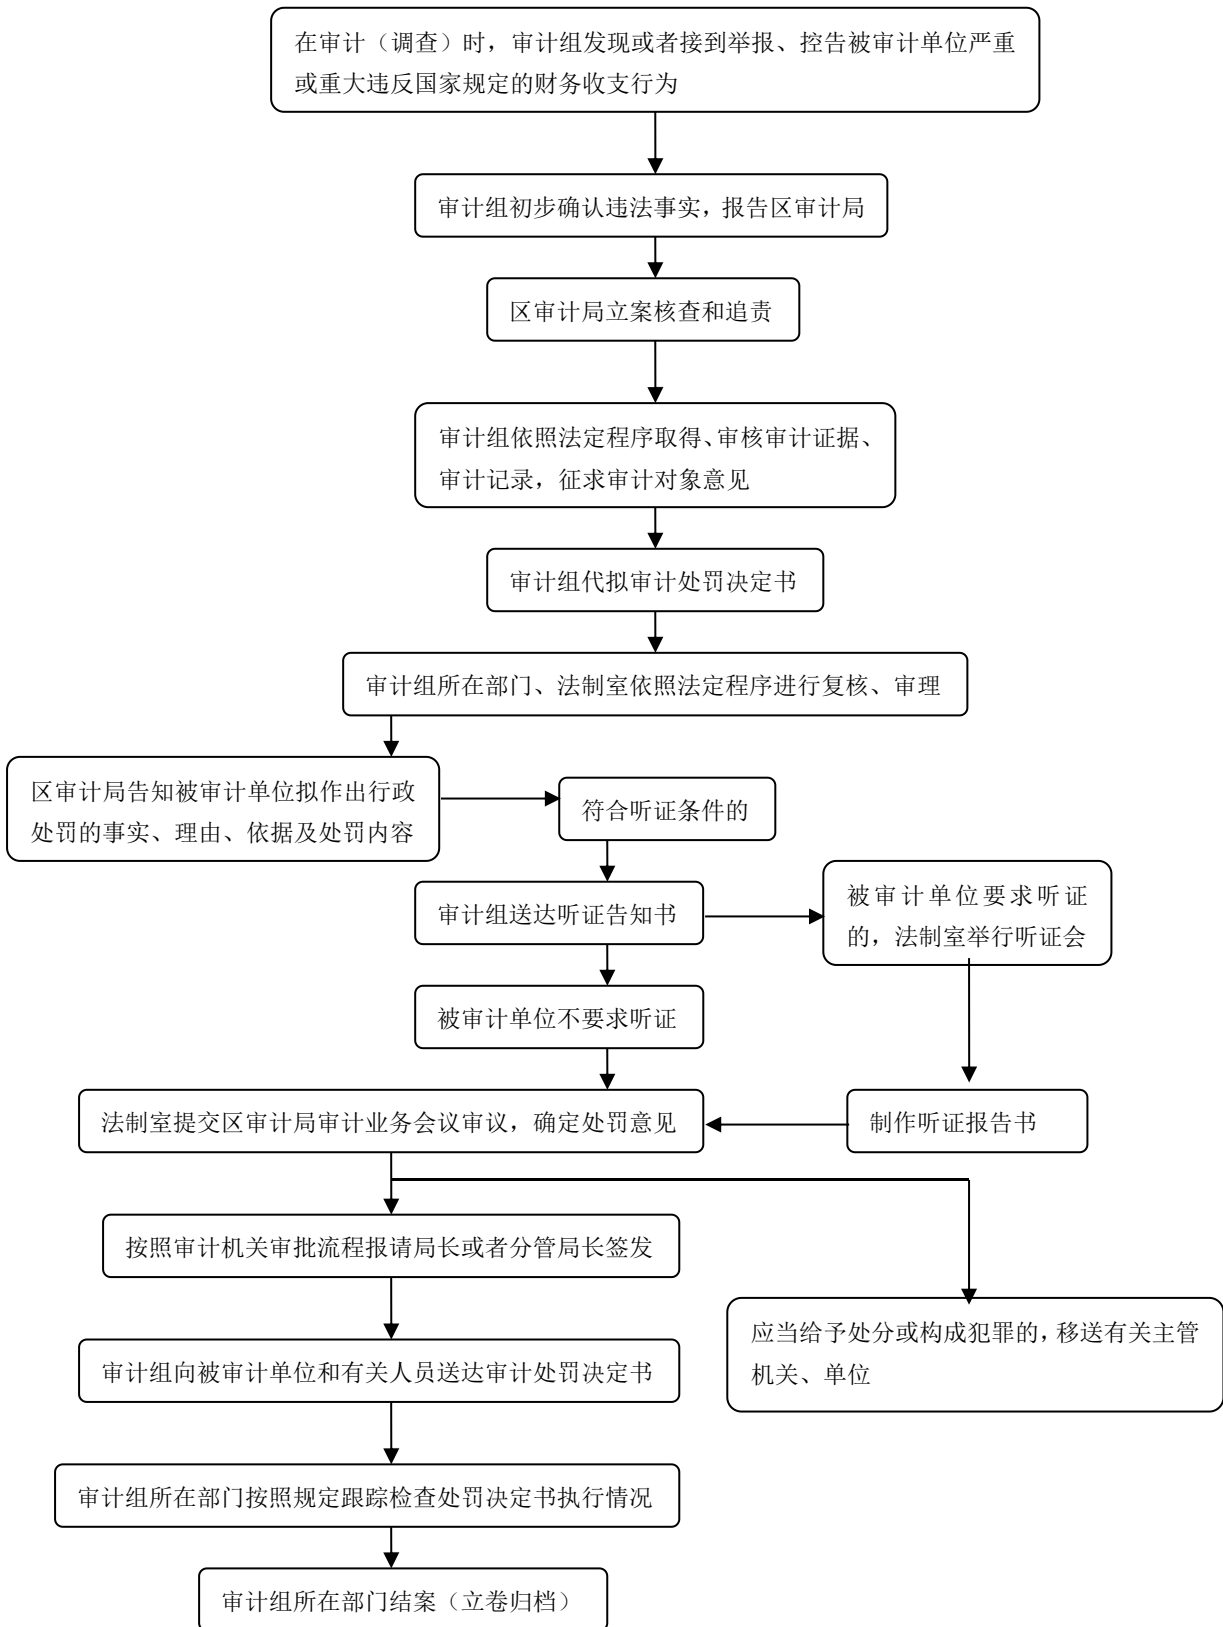 在审计（调查）时，审计组发现或者接到举报、控告被审计单位严重
或重大违反国家规定的财务收支行为
审计组初步确认违法事实，报告区审计局
区审计局立案核查和追责
审计组依照法定程序取得、审核审计证据、
审计记录，征求审计对象意见
审计组代拟审计处罚决定书
审计组所在部门、法制室依照法定程序进行复核、审理
区审计局告知被审计单位拟作出行政
处罚的事实、理由、依据及处罚内容
符合听证条件的
审计组送达听证告知书
被审计单位要求听证
的，法制室举行听证会
被审计单位不要求听证
法制室提交区审计局审计业务会议审议，确定处罚意见
制作听证报告书
按照审计机关审批流程报请局长或者分管局长签发
应当给予处分或构成犯罪的，移送有关主管
机关、单位
审计组向被审计单位和有关人员送达审计处罚决定书
审计组所在部门按照规定跟踪检查处罚决定书执行情况
审计组所在部门结案（立卷归档）